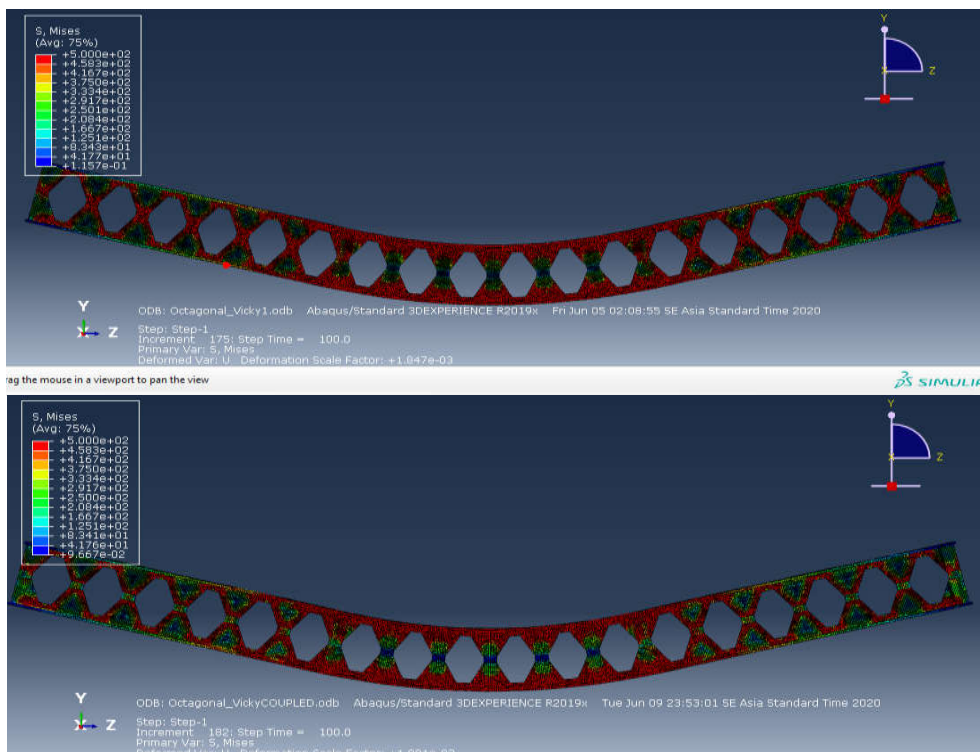 S, Mises
(Avg: 75%)
+5.000e+02
+4.583e+02
+4.167e+02
+3.750e+02
+3.334e+02
+2.917e+02
+2.501e+02
+2.084e+02
+1.667e+02
+1.251e+02
+8.343e+01
+4.177e+01
+1.157e-01
Y
Z
Y
Z
ODB: Octagonal_Vicky1.odb Abaqus/Standard 3DEXPERIENCE R2019x Fri Jun 05 02:08:55 SE Asia Standard Time 2020
Step: Step-1
Increment 175: Step Time = 100.0
Primary Var: S, Mises
Deformed Var: U Deformation Scale Factor: +1.847e-03
rag the mouse in a viewport to pan the view
SIMULIA
S, Mises
(Avg: 75%)
+5.000e+02
+4.583e+02
+4.167e+02
+3.750e+02
+3.334e+02
+2.917e+02
+2.500e+02
+2.084e+02
+1.667e+02
+1.251e+02
+8.341e+01
+4.176e+01
+9.667e-02
Y
X
Z
Y
Z
ODB: Octagonal_VickyCOUPLED.odb Abaqus/Standard 3DEXPERIENCE R2019x Tue Jun 09 23:53:01 SE Asia Standard Time 2020
Step: Step-1
Increment 182: Step Time = 100.0
Primary Var: S, Mises